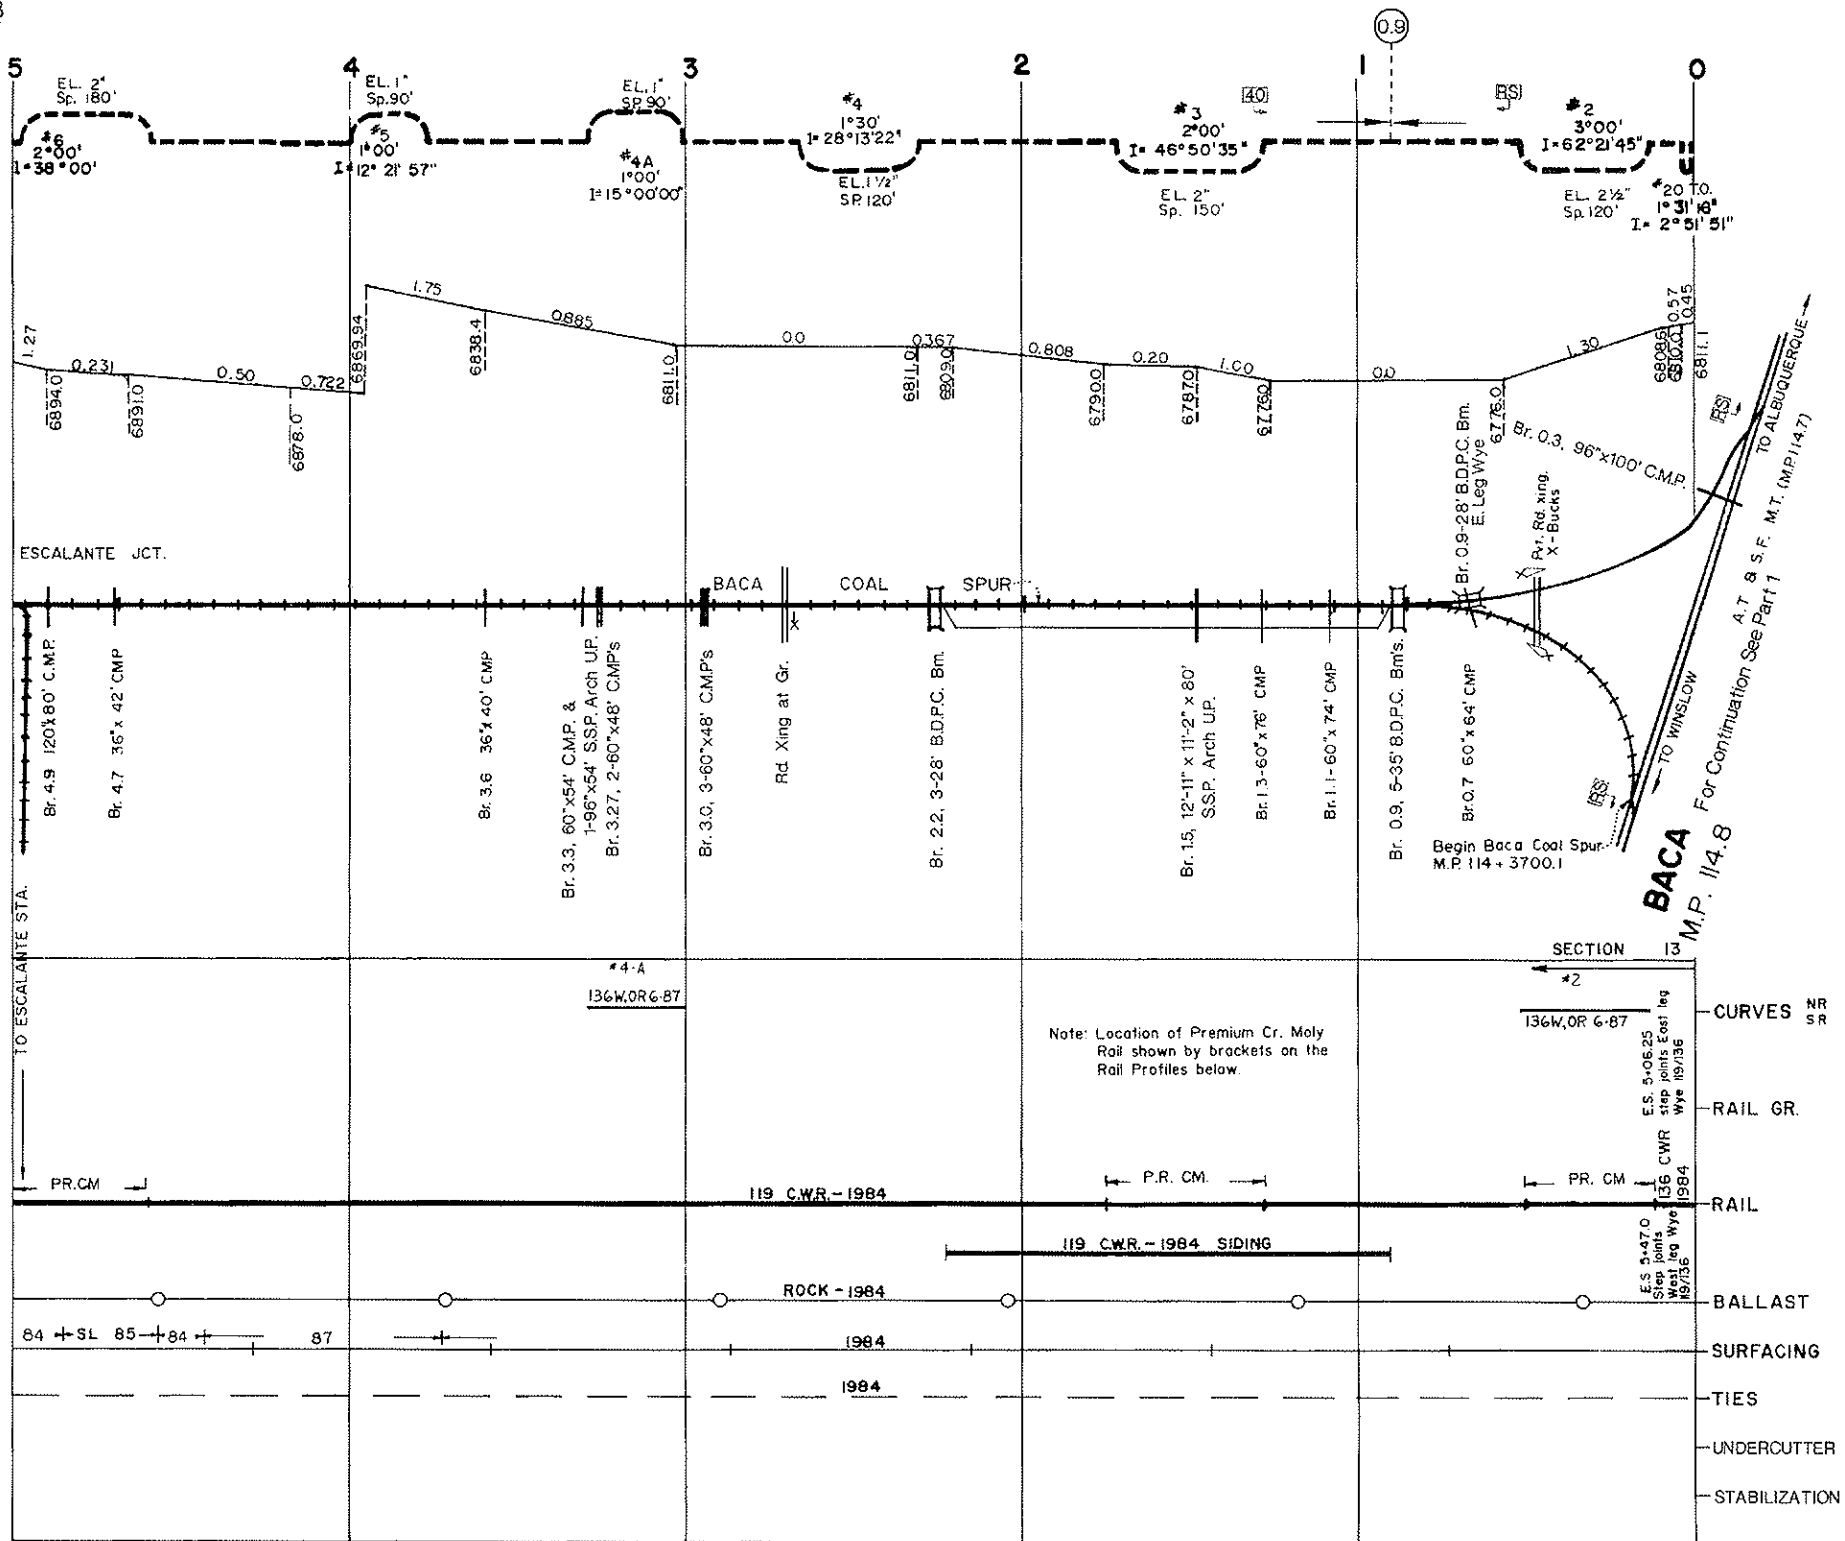 0.9
5
4
3
2
1
0
EL. 2"
Sp. 180'
#6
2°00'
I=38°00'
EL. 1"
Sp. 90'
#5
1°00'
I=12° 21' 57"
EL. 1"
SP. 90'
#4A
1°00'
I=15°00'00"
#4
1°30'
I=28°13'22"
EL. 1 ½"
SP. 120'
#3
2°00'
I= 46°50'35"
EL. 2"
Sp. 150'
40
RS
#2
3°00'
I=62°21'45"
EL. 2½"
Sp. 120'
#20 T.O.
1°31'16"
I= 2°51'51"
1.27
0.231
0.50
0.722
1.75
0.885
0.0
0.367
0.808
0.20
1.00
0.0
1.30
0.57
0.45
6894.0
6891.0
6878.0
6869.94
6838.4
6811.0
6811.0
6809.0
6790.0
6787.0
6776.0
6776.0
6808.6
6810.0
6811.1
ESCALANTE JCT.
BACA COAL SPUR
Br. 4.9 120"x80' C.M.P.
Br. 4.7 36"x 42' CMP
Br. 3.6 36"x 40' CMP
Br. 3.3, 60"x54' C.M.P. &
1-96"x54' S.S.P. Arch U.P.
Br. 3.27, 2-60"x48' C.M.P's
Br. 3.0, 3-60"x48' C.M.P.'s
Rd. Xing at Gr.
X
Br. 2.2, 3-28' B.D.P.C. Bm.
Br. 1.5, 12'-11" x 11'-2" x 80'
S.S.P. Arch U.P.
Br. 1.3-60"x76' CMP
Br. 1.1-60"x 74' CMP
Br. 0.9, 5-35' B.D.P.C. Bm's.
Br. 0.7 60"x64' CMP
Br. 0.9-28' B.D.P.C. Bm.
E. Leg Wye
Pvt. Rd. xing.
X-Bucks
X
X
Br. 0.3, 96"x100' C.M.P.
RS
TO ALBUQUERQUE
A.T & S.F. M.T. (M.P.114.7)
TO WINSLOW
RS
Begin Baca Coal Spur
M.P. 114 + 3700.1
BACA
M.P. 114.8
For Continuation See Part 1
TO ESCALANTE STA.
SECTION 13
#4-A
136W,OR 6-87
#2
136W,OR 6-87
CURVES NR
SR
Note: Location of Premium Cr. Moly
Rail shown by brackets on the
Rail Profiles below.
E.S. 5+06.25
step joints East leg
Wye 119/136
RAIL GR.
136 CWR
1984
PR.CM
P.R. CM.
PR. CM
119 C.W.R.-1984
RAIL
119 C.W.R.-1984 SIDING
E.S 5+47.0
Step joints
West leg Wye
119/136
ROCK-1984
BALLAST
84 SL 85 84 87
1984
SURFACING
1984
TIES
UNDERCUTTER
STABILIZATION